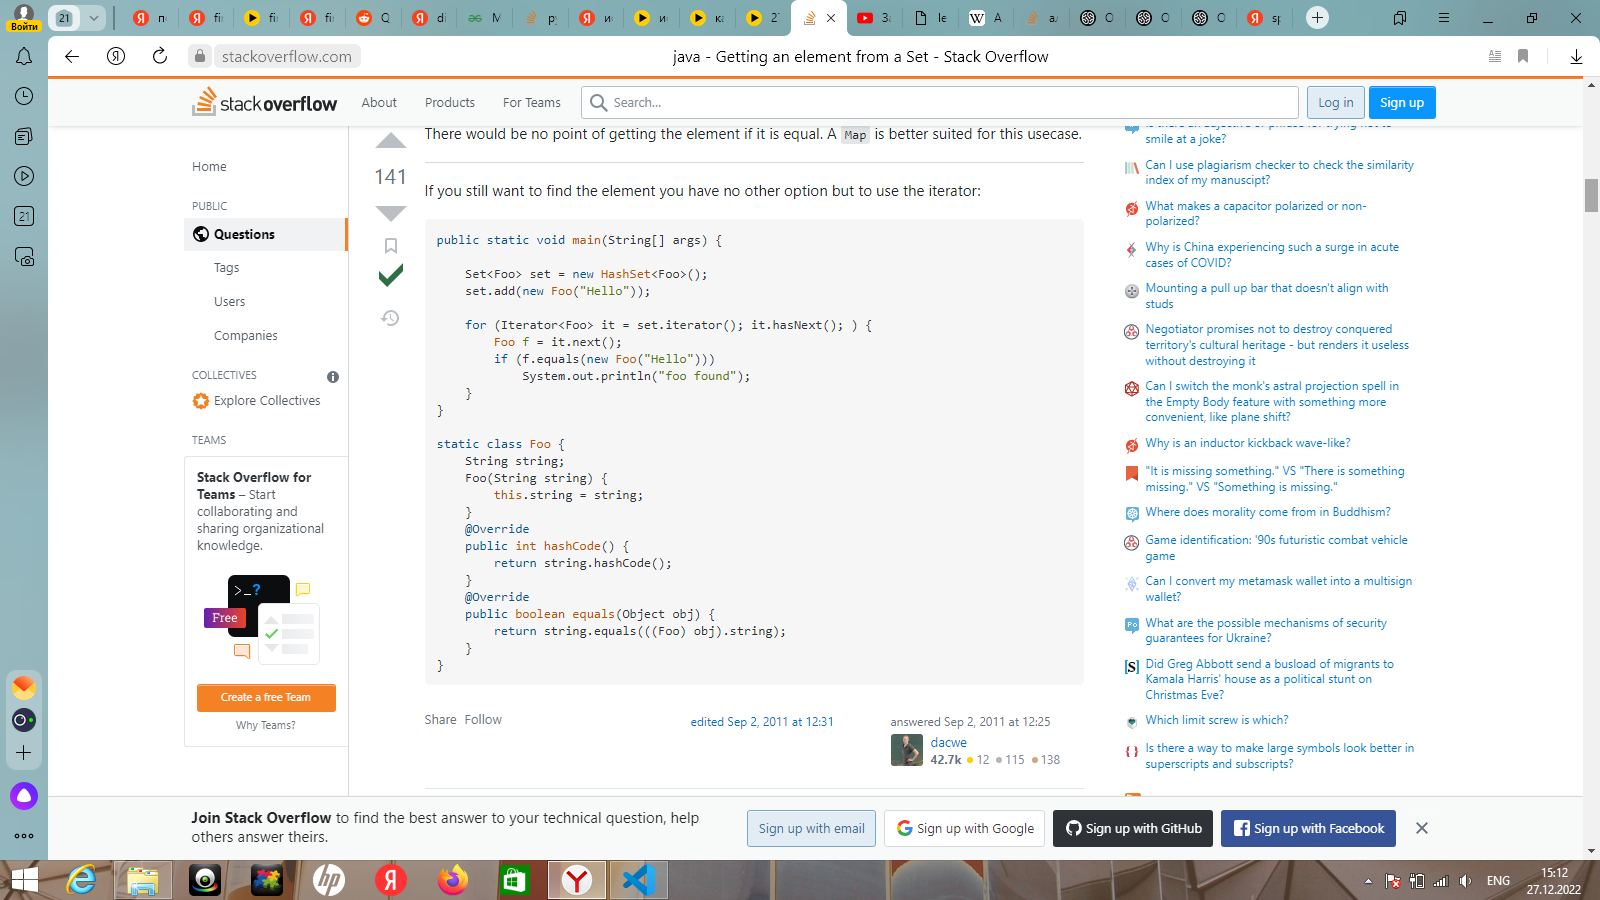 Войти
21
java - Getting an element from a Set - Stack Overflow
stackoverflow.com
stackoverflow
About
Products
For Teams
Search...
Log in
Sign up
Home
PUBLIC
Questions
Tags
Users
Companies
COLLECTIVES
Explore Collectives
TEAMS
Stack Overflow for
Teams – Start
collaborating and
sharing organizational
knowledge.
>_?
Free
Create a free Team
Why Teams?
141
There would be no point of getting the element if it is equal. A Map is better suited for this usecase.
If you still want to find the element you have no other option but to use the iterator:
public static void main(String[] args) {
Set<Foo> set = new HashSet<Foo>();
set.add(new Foo("Hello"));
for (Iterator<Foo> it = set.iterator(); it.hasNext(); ) {
Foo f = it.next();
if (f.equals(new Foo("Hello")))
System.out.println("foo found");
}
}
static class Foo {
String string;
Foo(String string) {
this.string = string;
}
@Override
public int hashCode() {
return string.hashCode();
}
@Override
public boolean equals(Object obj) {
return string.equals(((Foo) obj).string);
}
}
Share Follow
edited Sep 2, 2011 at 12:31
answered Sep 2, 2011 at 12:25
dacwe
42.7k 12 115 138
smile at a joke?
Can I use plagiarism checker to check the similarity
index of my manuscipt?
What makes a capacitor polarized or non-
polarized?
Why is China experiencing such a surge in acute
cases of COVID?
Mounting a pull up bar that doesn't align with
studs
Negotiator promises not to destroy conquered
territory's cultural heritage - but renders it useless
without destroying it
Can I switch the monk's astral projection spell in
the Empty Body feature with something more
convenient, like plane shift?
Why is an inductor kickback wave-like?
"It is missing something." VS "There is something
missing." VS "Something is missing."
Where does morality come from in Buddhism?
Game identification: '90s futuristic combat vehicle
game
Can I convert my metamask wallet into a multisign
wallet?
What are the possible mechanisms of security
guarantees for Ukraine?
Did Greg Abbott send a busload of migrants to
Kamala Harris' house as a political stunt on
Christmas Eve?
Which limit screw is which?
Is there a way to make large symbols look better in
superscripts and subscripts?
Join Stack Overflow to find the best answer to your technical question, help
others answer theirs.
Sign up with email
Sign up with Google
Sign up with GitHub
Sign up with Facebook
21
hp
ENG
15:12
27.12.2022